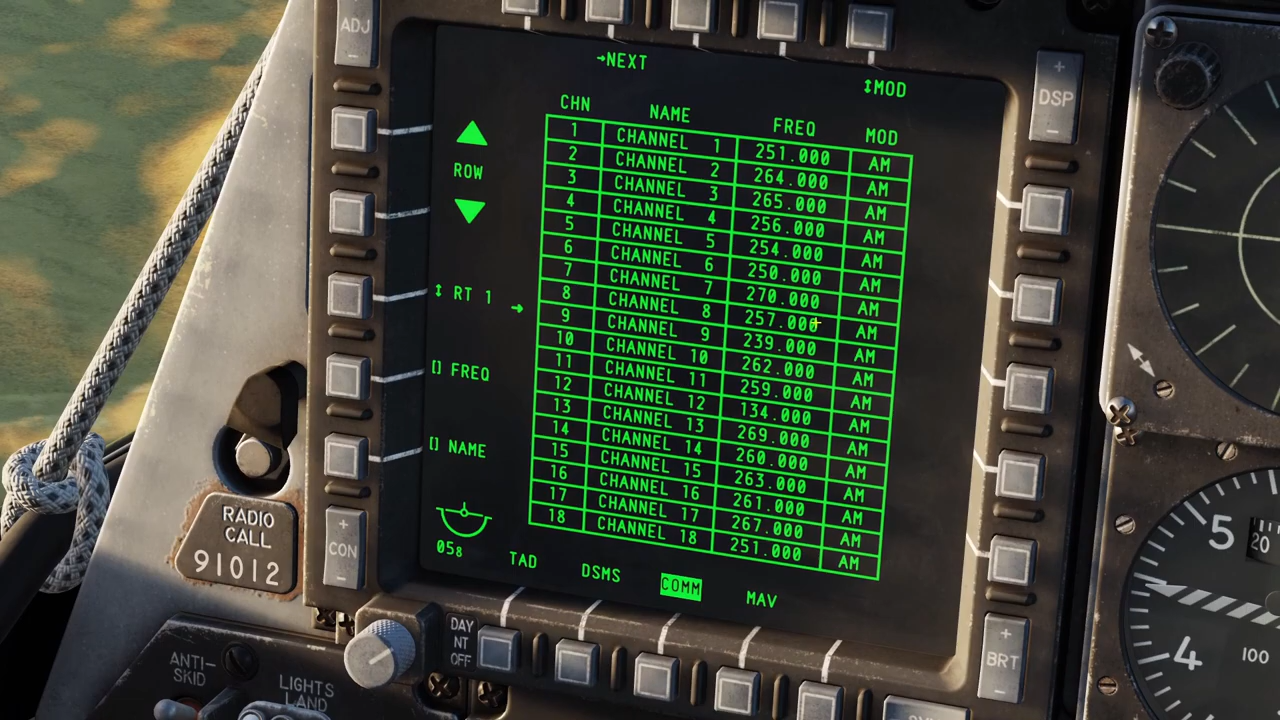 ADJ
–
→NEXT
↕MOD
+
DSP
–
CHN NAME FREQ MOD
1 CHANNEL 1 251.000 AM
2 CHANNEL 2 264.000 AM
3 CHANNEL 3 265.000 AM
4 CHANNEL 4 256.000 AM
5 CHANNEL 5 254.000 AM
6 CHANNEL 6 250.000 AM
7 CHANNEL 7 270.000 AM
8 CHANNEL 8 257.000 AM
9 CHANNEL 9 239.000 AM
10 CHANNEL 10 262.000 AM
11 CHANNEL 11 259.000 AM
12 CHANNEL 12 134.000 AM
13 CHANNEL 13 269.000 AM
14 CHANNEL 14 260.000 AM
15 CHANNEL 15 263.000 AM
16 CHANNEL 16 261.000 AM
17 CHANNEL 17 267.000 AM
18 CHANNEL 18 251.000 AM
ROW
↕ RT 1 →
[] FREQ
[] NAME
058
TAD DSMS COMM MAV
RADIO
CALL
91012
+
CON
–
DAY
NT
OFF
+
BRT
–
ANTI-
SKID
LIGHTS
LAND
5
20
4
100